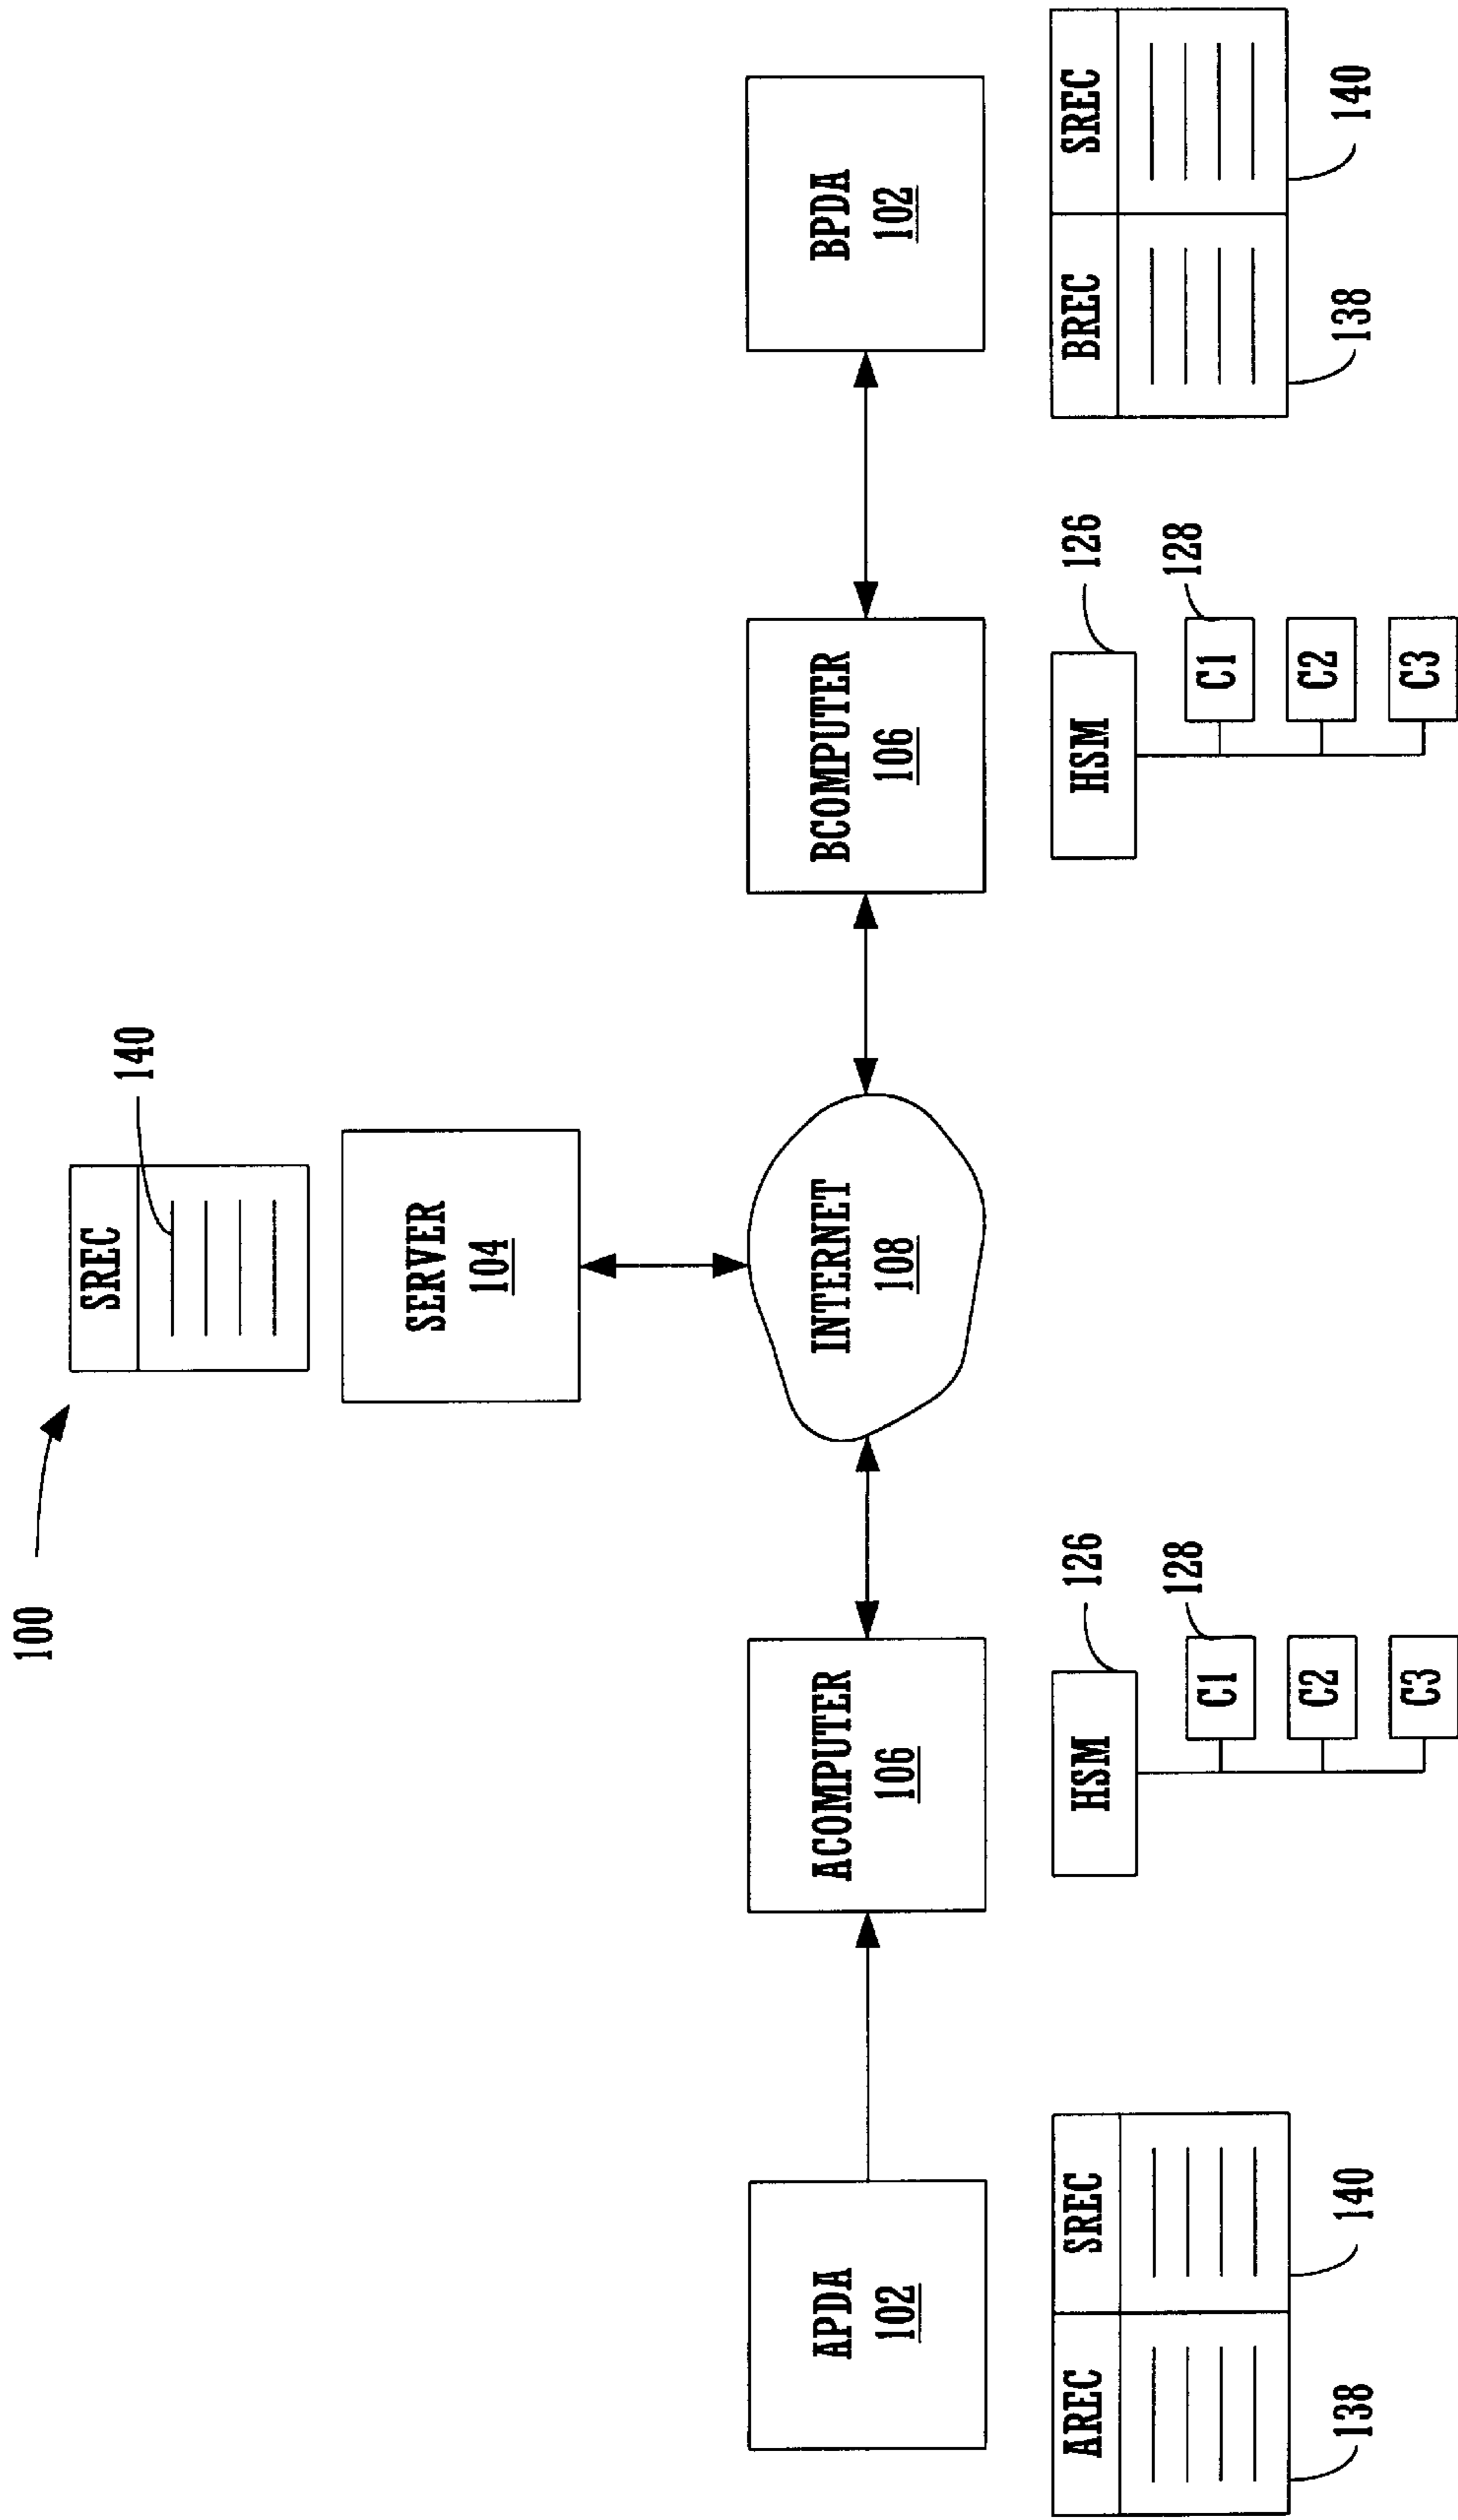 100
SREC
140
SERVER
104
APDA
102
ACOMPUTER
106
INTERNET
108
BCOMPUTER
106
BPDA
102
AREC
SREC
138
140
HSM
126
C1
128
C2
C3
HSM
126
C1
128
C2
C3
BREC
SREC
138
140